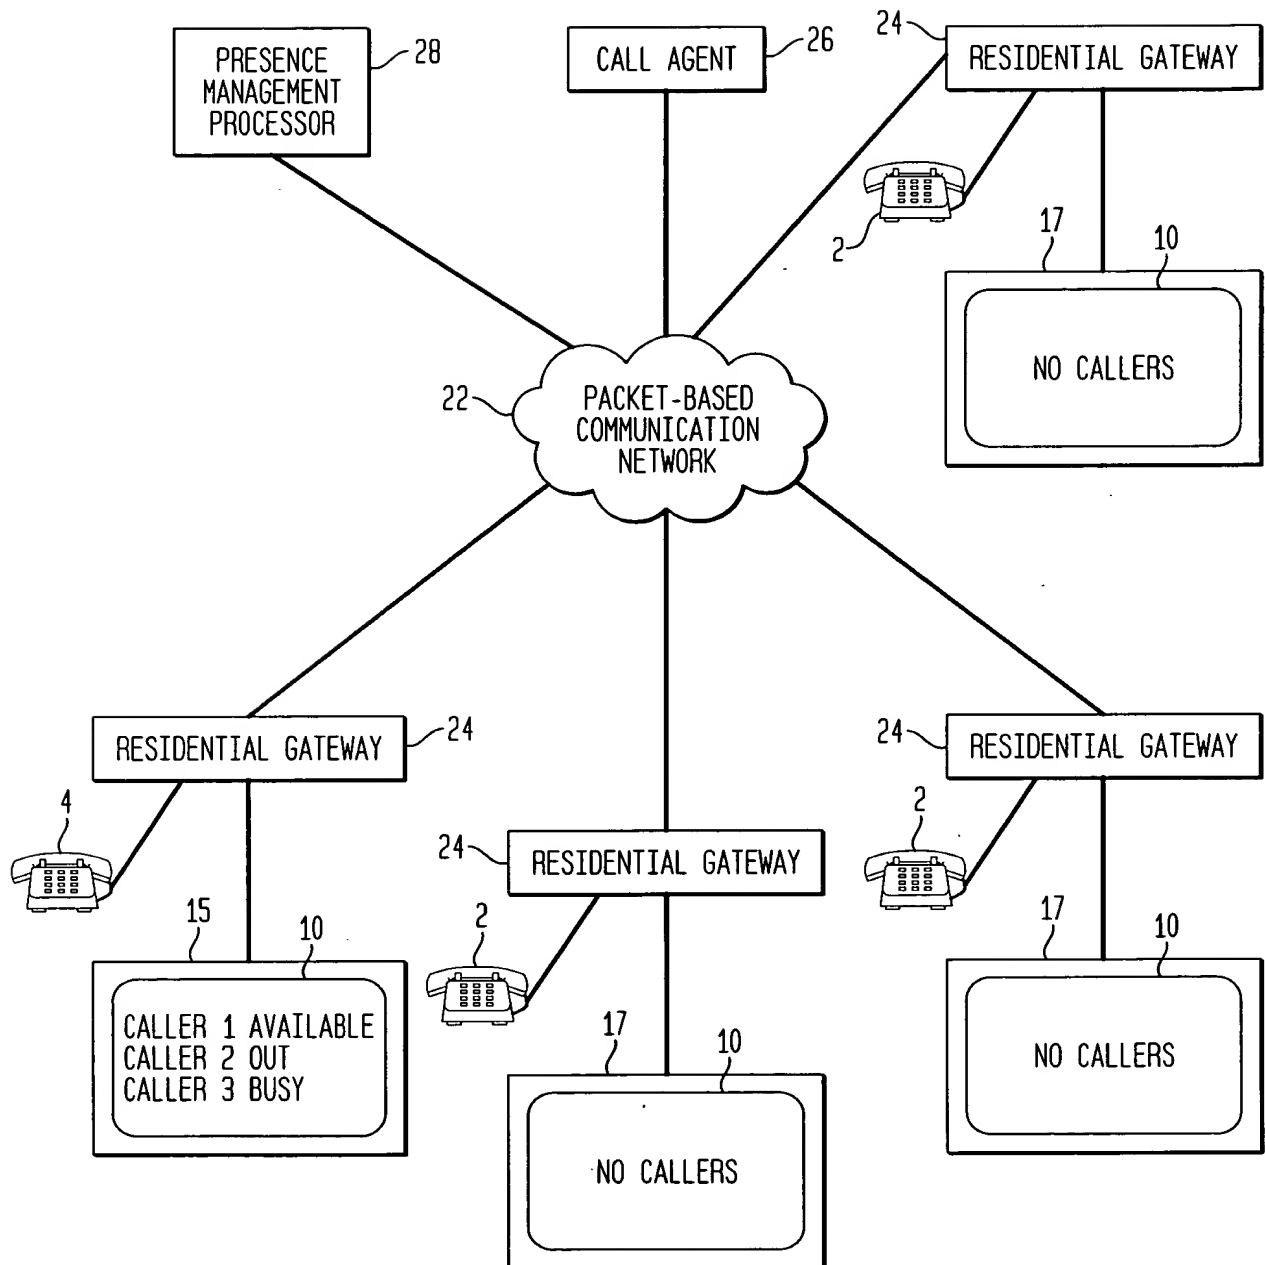 PRESENCE
MANAGEMENT
PROCESSOR
28
CALL AGENT
26
24
RESIDENTIAL GATEWAY
2
17
10
NO CALLERS
22
PACKET-BASED
COMMUNICATION
NETWORK
RESIDENTIAL GATEWAY
24
4
15
10
CALLER 1 AVAILABLE
CALLER 2 OUT
CALLER 3 BUSY
24
RESIDENTIAL GATEWAY
2
17
10
NO CALLERS
24
RESIDENTIAL GATEWAY
2
17
10
NO CALLERS